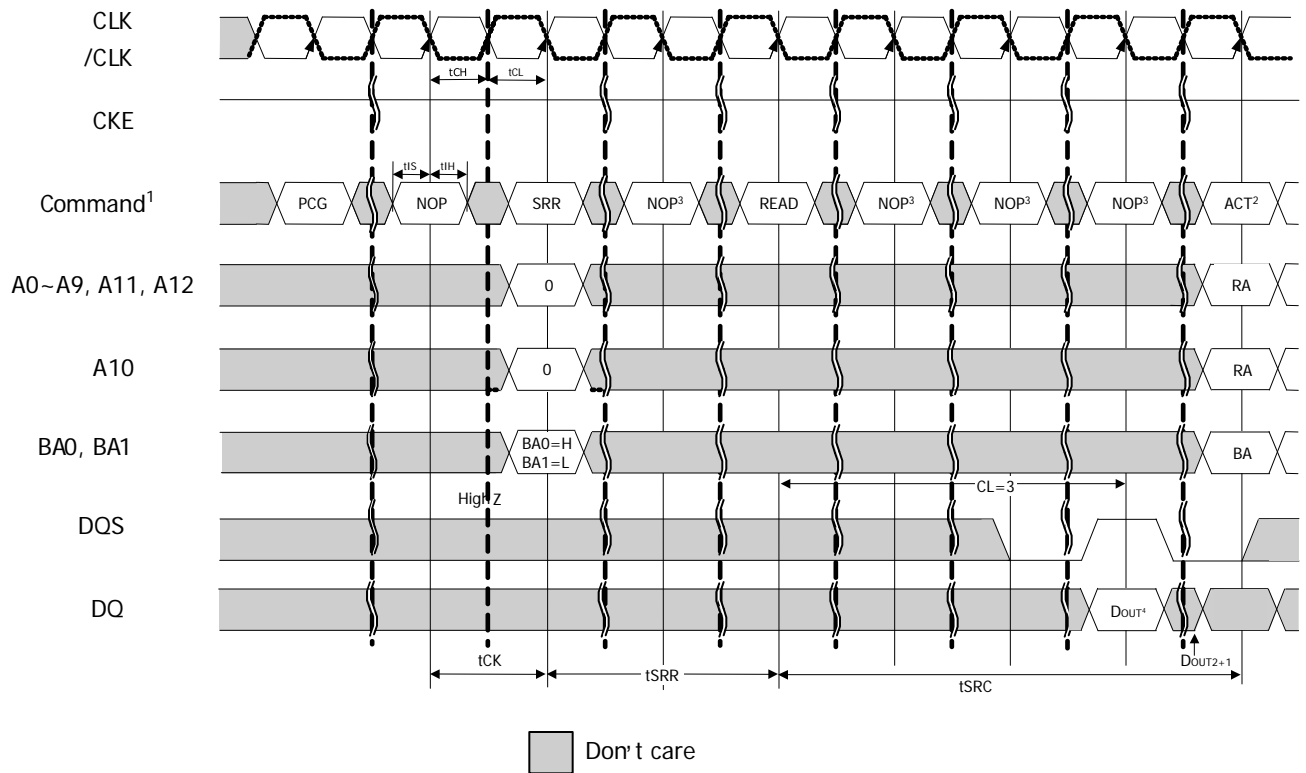 CLK
/CLK
tCH tCL
CKE
tIS tIH
Command¹ PCG NOP SRR NOP³ READ NOP³ NOP³ NOP³ ACT²
A0~A9, A11, A12 0 RA
A10 0 RA
BA0, BA1 BA0=H BA
BA1=L
CL=3
High Z
DQS
DQ DOUT⁴
DOUT2+1
tCK tSRR tSRC
Don't care